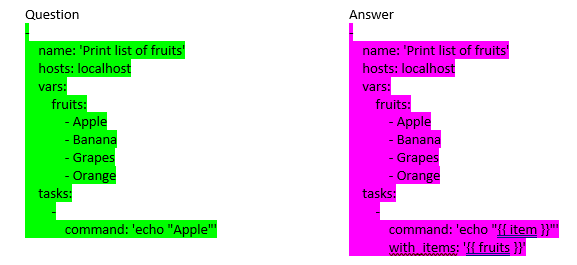 Question
-
name: 'Print list of fruits'
hosts: localhost
vars:
fruits:
- Apple
- Banana
- Grapes
- Orange
tasks:
-
command: 'echo "Apple"'
Answer
-
name: 'Print list of fruits'
hosts: localhost
vars:
fruits:
- Apple
- Banana
- Grapes
- Orange
tasks:
-
command: 'echo "{{ item }}"'
with_items: '{{ fruits }}'